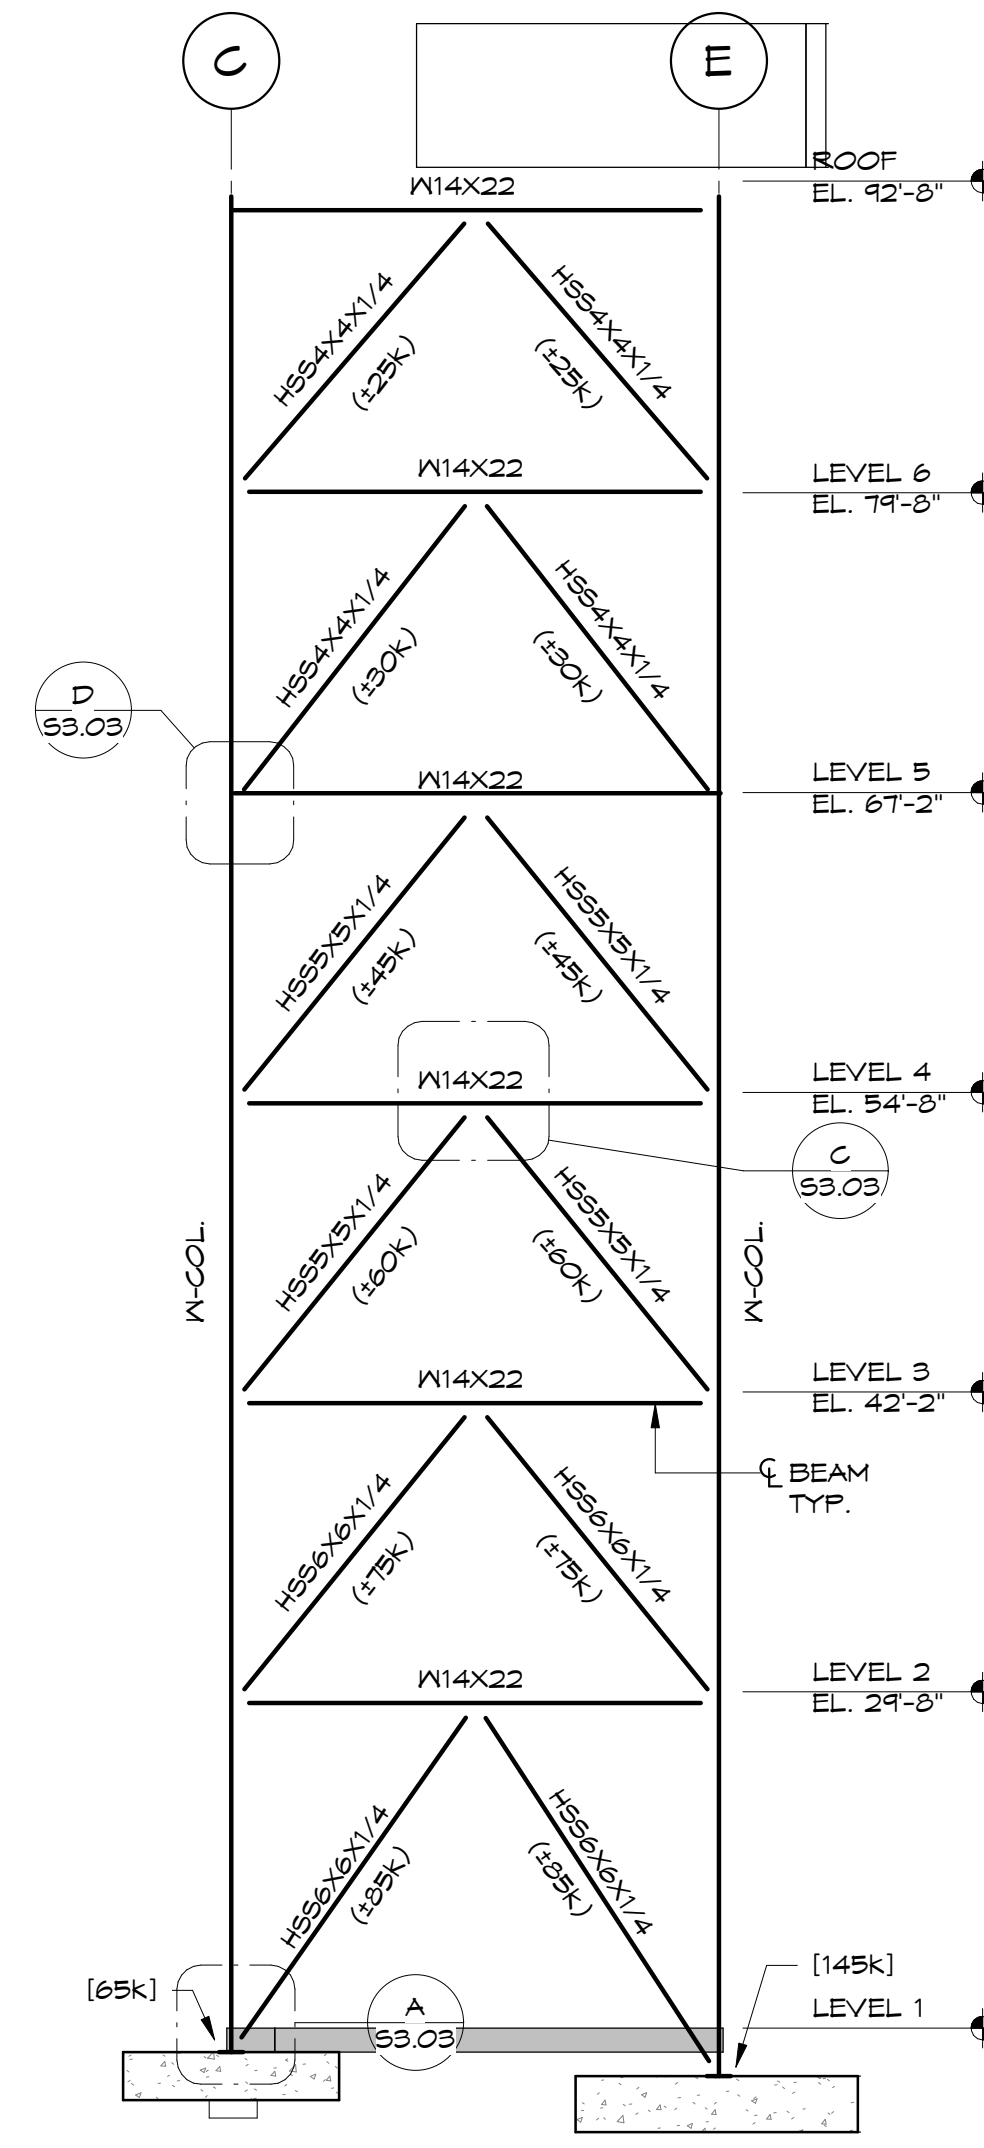 C
E
ROOF
EL. 92'-8"
W14X22
HSS4X4X1/4
(±25K)
HSS4X4X1/4
(±25K)
W14X22
LEVEL 6
EL. 79'-8"
HSS4X4X1/4
(±30K)
HSS4X4X1/4
(±30K)
D
S3.03
W14X22
LEVEL 5
EL. 67'-2"
HSS5X5X1/4
(±45K)
HSS5X5X1/4
(±45K)
W14X22
LEVEL 4
EL. 54'-8"
C
S3.03
HSS5X5X1/4
(±60K)
HSS5X5X1/4
(±60K)
W-COL.
W-COL.
W14X22
LEVEL 3
EL. 42'-2"
℄ BEAM
TYP.
HSS6X6X1/4
(±75K)
HSS6X6X1/4
(±75K)
W14X22
LEVEL 2
EL. 29'-8"
HSS6X6X1/4
(±85K)
HSS6X6X1/4
(±85K)
[65K]
A
S3.03
[145K]
LEVEL 1